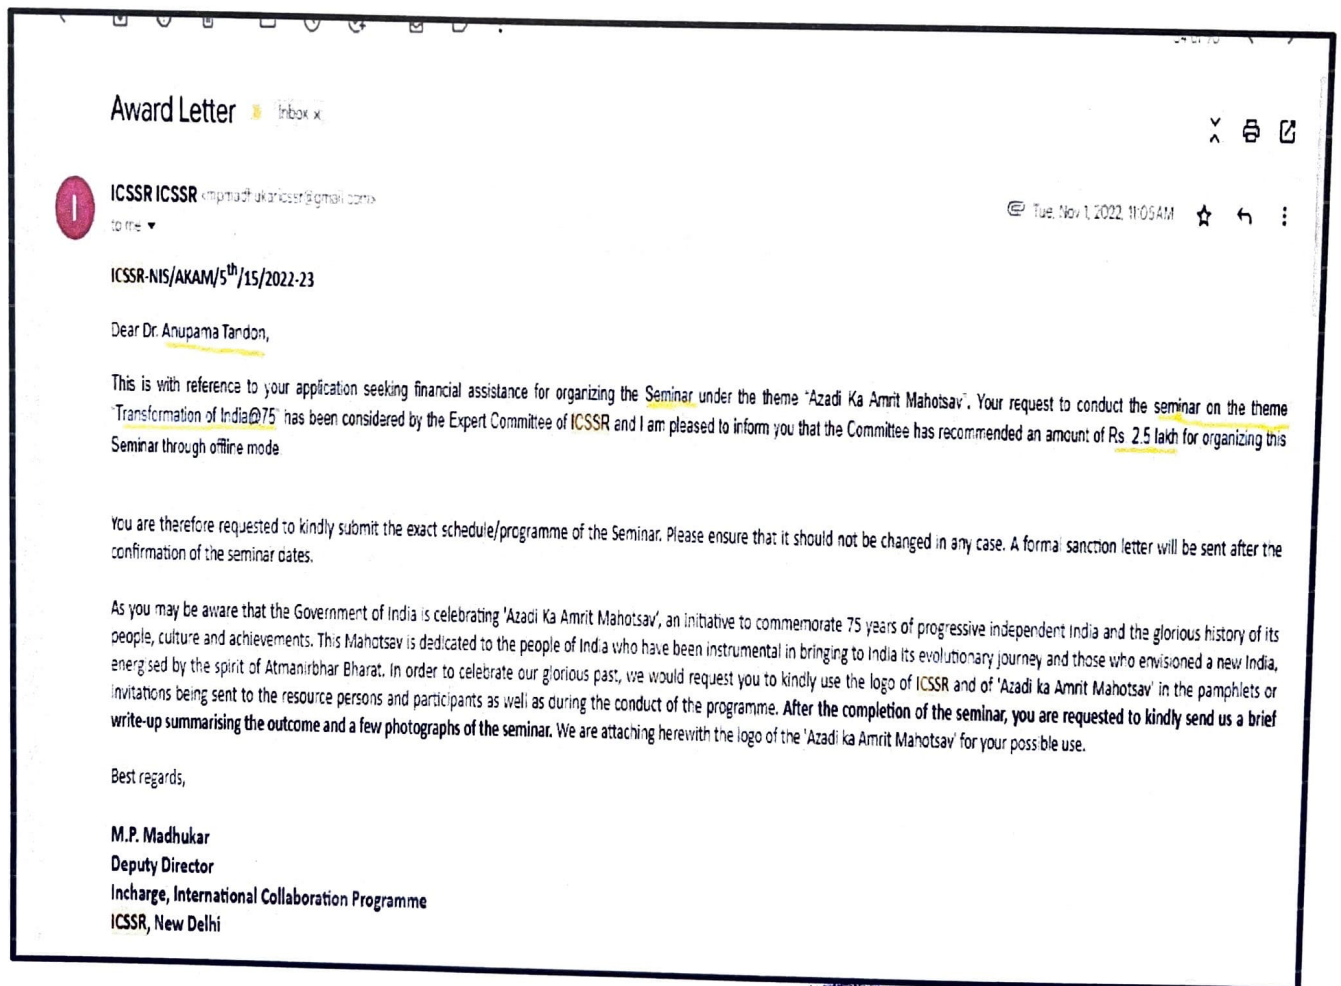 Award Letter Inbox x
ICSSR ICSSR <mpmadhukaricssr@gmail.com>
to me
Tue, Nov 1, 2022, 11:05 AM
ICSSR-NIS/AKAM/5th/15/2022-23
Dear Dr. Anupama Tandon,
This is with reference to your application seeking financial assistance for organizing the Seminar under the theme "Azadi Ka Amrit Mahotsav". Your request to conduct the seminar on the theme
"Transformation of India@75" has been considered by the Expert Committee of ICSSR and I am pleased to inform you that the Committee has recommended an amount of Rs. 2.5 lakh for organizing this
Seminar through offline mode
You are therefore requested to kindly submit the exact schedule/programme of the Seminar. Please ensure that it should not be changed in any case. A formal sanction letter will be sent after the
confirmation of the seminar dates.
As you may be aware that the Government of India is celebrating 'Azadi Ka Amrit Mahotsav', an initiative to commemorate 75 years of progressive independent India and the glorious history of its
people, culture and achievements. This Mahotsav is dedicated to the people of India who have been instrumental in bringing to India its evolutionary journey and those who envisioned a new India,
energised by the spirit of Atmanirbhar Bharat. In order to celebrate our glorious past, we would request you to kindly use the logo of ICSSR and of 'Azadi ka Amrit Mahotsav' in the pamphlets or
invitations being sent to the resource persons and participants as well as during the conduct of the programme. After the completion of the seminar, you are requested to kindly send us a brief
write-up summarising the outcome and a few photographs of the seminar. We are attaching herewith the logo of the 'Azadi ka Amrit Mahotsav' for your possible use.
Best regards,
M.P. Madhukar
Deputy Director
Incharge, International Collaboration Programme
ICSSR, New Delhi